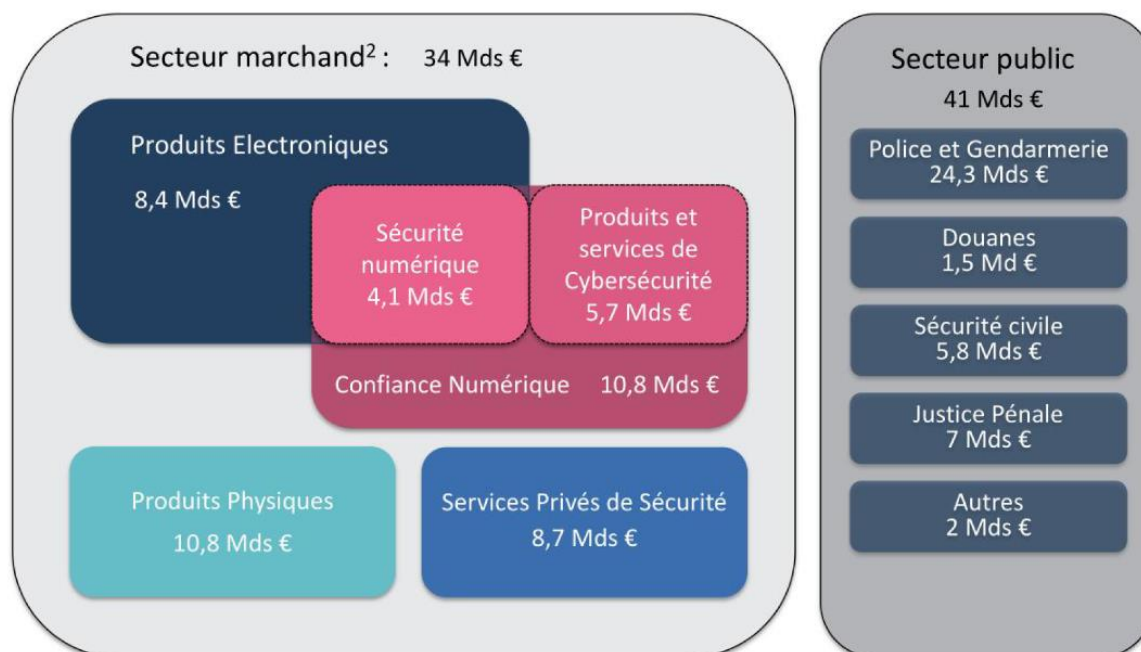 Secteur marchand² : 34 Mds €
Produits Electroniques
8,4 Mds €
Sécurité
numérique
4,1 Mds €
Produits et
services de
Cybersécurité
5,7 Mds €
Confiance Numérique 10,8 Mds €
Produits Physiques
10,8 Mds €
Services Privés de Sécurité
8,7 Mds €
Secteur public
41 Mds €
Police et Gendarmerie
24,3 Mds €
Douanes
1,5 Md €
Sécurité civile
5,8 Mds €
Justice Pénale
7 Mds €
Autres
2 Mds €